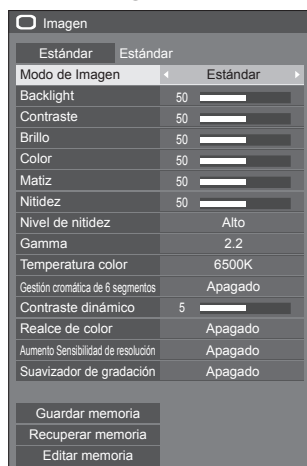 Imagen
Estándar Estándar
Modo de Imagen Estándar
Backlight 50
Contraste 50
Brillo 50
Color 50
Matiz 50
Nitidez 50
Nivel de nitidez Alto
Gamma 2.2
Temperatura color 6500K
Gestión cromática de 6 segmentos Apagado
Contraste dinámico 5
Realce de color Apagado
Aumento Sensibilidad de resolución Apagado
Suavizador de gradación Apagado
Guardar memoria
Recuperar memoria
Editar memoria